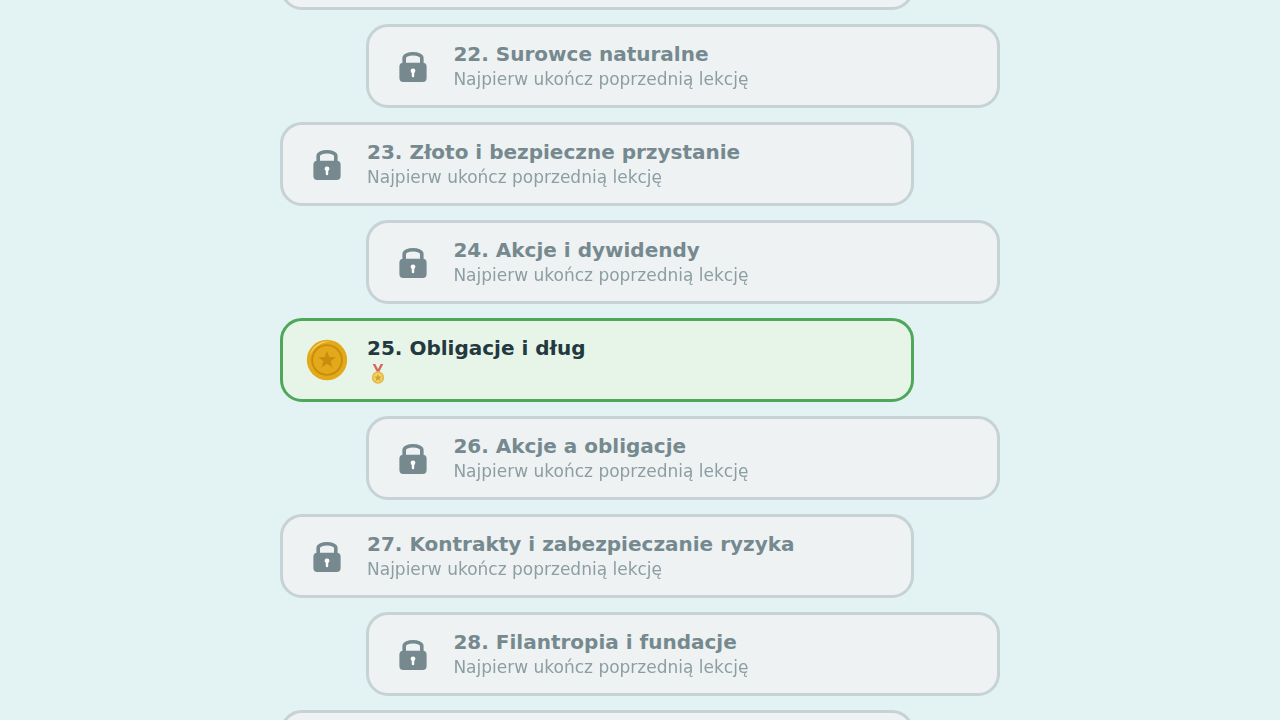 22. Surowce naturalne
Najpierw ukończ poprzednią lekcję
23. Złoto i bezpieczne przystanie
Najpierw ukończ poprzednią lekcję
24. Akcje i dywidendy
Najpierw ukończ poprzednią lekcję
25. Obligacje i dług
26. Akcje a obligacje
Najpierw ukończ poprzednią lekcję
27. Kontrakty i zabezpieczanie ryzyka
Najpierw ukończ poprzednią lekcję
28. Filantropia i fundacje
Najpierw ukończ poprzednią lekcję